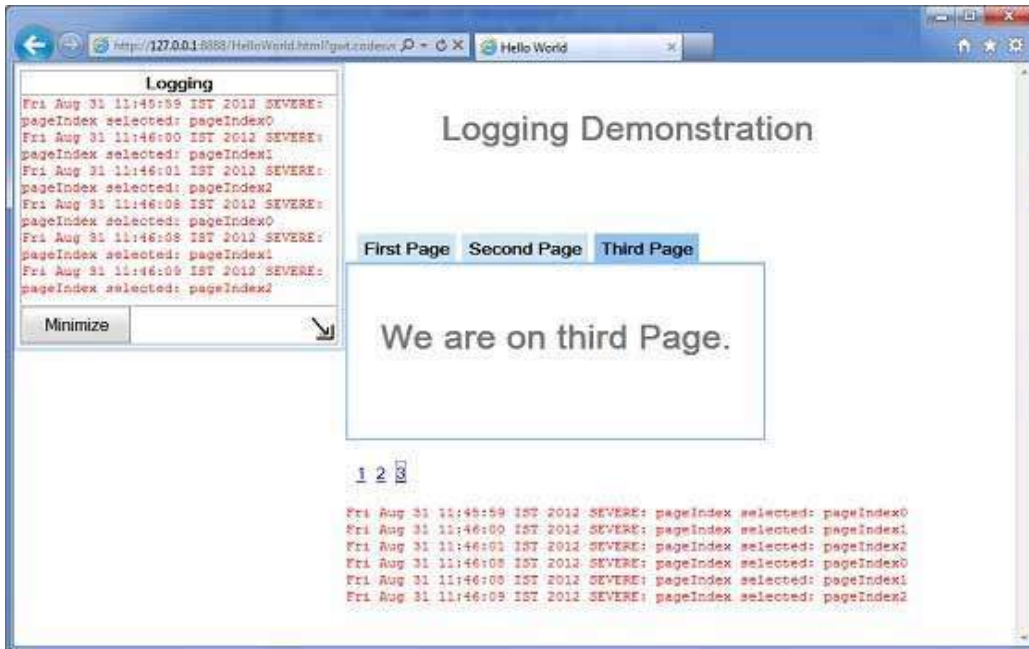 http://127.0.0.1:8888/HelloWorld.html?gwt.codesvr
Hello World
Logging
Fri Aug 31 11:45:59 IST 2012 SEVERE:
pageIndex selected: pageIndex0
Fri Aug 31 11:46:00 IST 2012 SEVERE:
pageIndex selected: pageIndex1
Fri Aug 31 11:46:01 IST 2012 SEVERE:
pageIndex selected: pageIndex2
Fri Aug 31 11:46:08 IST 2012 SEVERE:
pageIndex selected: pageIndex0
Fri Aug 31 11:46:08 IST 2012 SEVERE:
pageIndex selected: pageIndex1
Fri Aug 31 11:46:09 IST 2012 SEVERE:
pageIndex selected: pageIndex2
Minimize
Logging Demonstration
First Page Second Page Third Page
We are on third Page.
1 2 3
Fri Aug 31 11:45:59 IST 2012 SEVERE: pageIndex selected: pageIndex0
Fri Aug 31 11:46:00 IST 2012 SEVERE: pageIndex selected: pageIndex1
Fri Aug 31 11:46:01 IST 2012 SEVERE: pageIndex selected: pageIndex2
Fri Aug 31 11:46:08 IST 2012 SEVERE: pageIndex selected: pageIndex0
Fri Aug 31 11:46:08 IST 2012 SEVERE: pageIndex selected: pageIndex1
Fri Aug 31 11:46:09 IST 2012 SEVERE: pageIndex selected: pageIndex2